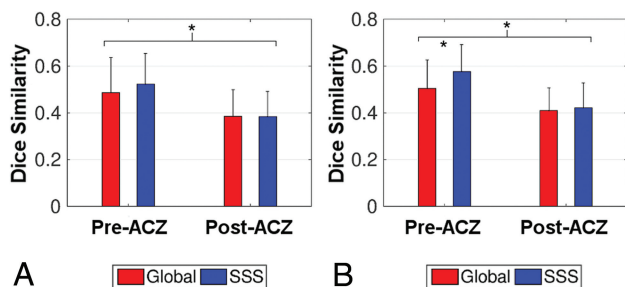 0.8
0.6
0.4
0.2
0
Dice Similarity
*
Pre-ACZ Post-ACZ
A
Global SSS
0.8
0.6
0.4
0.2
0
Dice Similarity
*
*
Pre-ACZ Post-ACZ
B
Global SSS